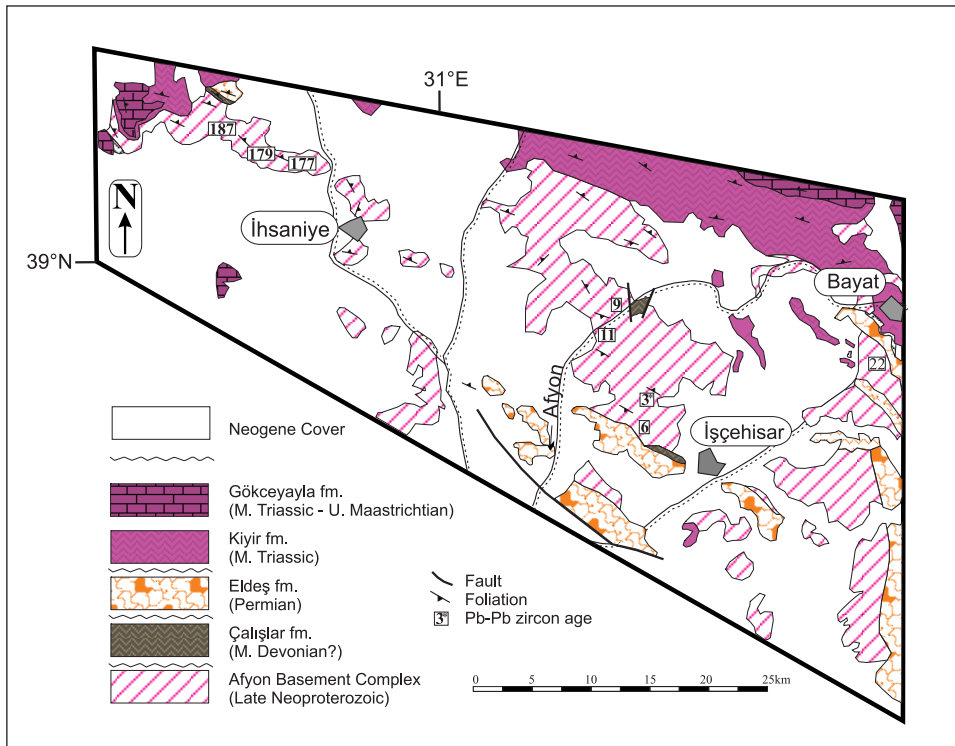 31°E
187
179
177
N
İhsaniye
39°N
Bayat
9
11
22
Afyon
3*
6
İşçehisar
Neogene Cover
Gökceyayla fm.
(M. Triassic - U. Maastrichtian)
Kiyir fm.
(M. Triassic)
Eldeş fm.
(Permian)
Çalışlar fm.
(M. Devonian?)
Afyon Basement Complex
(Late Neoproterozoic)
Fault
Foliation
3* Pb-Pb zircon age
0 5 10 15 20 25km